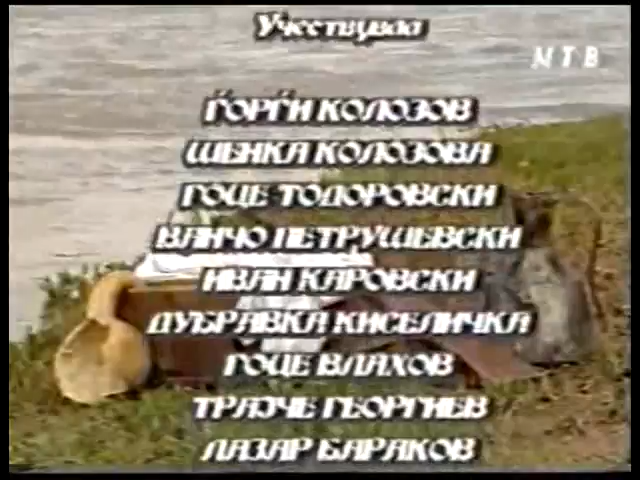 Учествуваа
МТВ
ЃОРЃИ КОЛОЗОВ
ШЕНКА КОЛОЗОВА
ГОЦЕ ТОДОРОВСКИ
ВАНЧО ПЕТРУШЕВСКИ
ИВАН КАРОВСКИ
ДУБРАВКА КИСЕЛИЧКА
ГОЦЕ ВЛАХОВ
ТРАЈЧЕ ГЕОРГИЕВ
ЛАЗАР БАРАКОВ